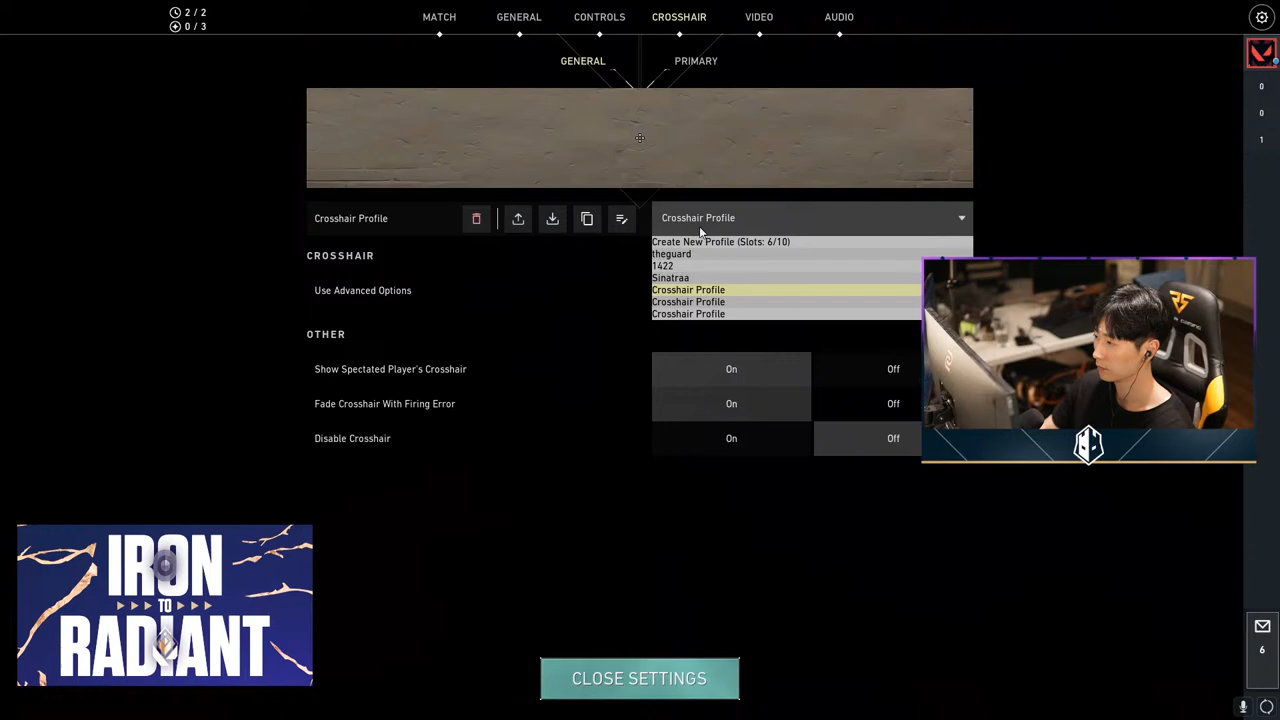 2 / 2
0 / 3
MATCH
GENERAL
CONTROLS
CROSSHAIR
VIDEO
AUDIO
GENERAL
PRIMARY
Crosshair Profile
Crosshair Profile
Create New Profile (Slots: 6/10)
theguard
1422
Sinatraa
Crosshair Profile
Crosshair Profile
Crosshair Profile
CROSSHAIR
Use Advanced Options
OTHER
Show Spectated Player's Crosshair
On
Off
Fade Crosshair With Firing Error
On
Off
Disable Crosshair
On
Off
0
0
1
IRON
TO
RADIANT
CLOSE SETTINGS
6